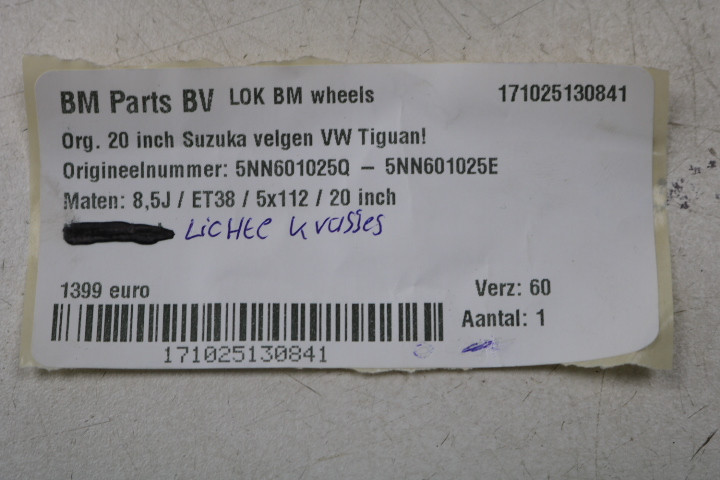 BM Parts BV LOK BM wheels 171025130841
Org. 20 inch Suzuka velgen VW Tiguan!
Origineelnummer: 5NN601025Q – 5NN601025E
Maten: 8,5J / ET38 / 5x112 / 20 inch
LiCHTE krasjes
1399 euro Verz: 60
Aantal: 1
171025130841